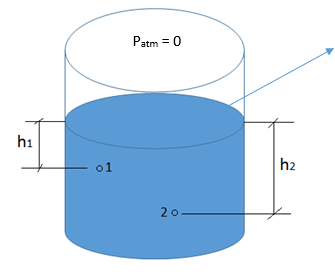 Patm = 0
h1
1
h2
2